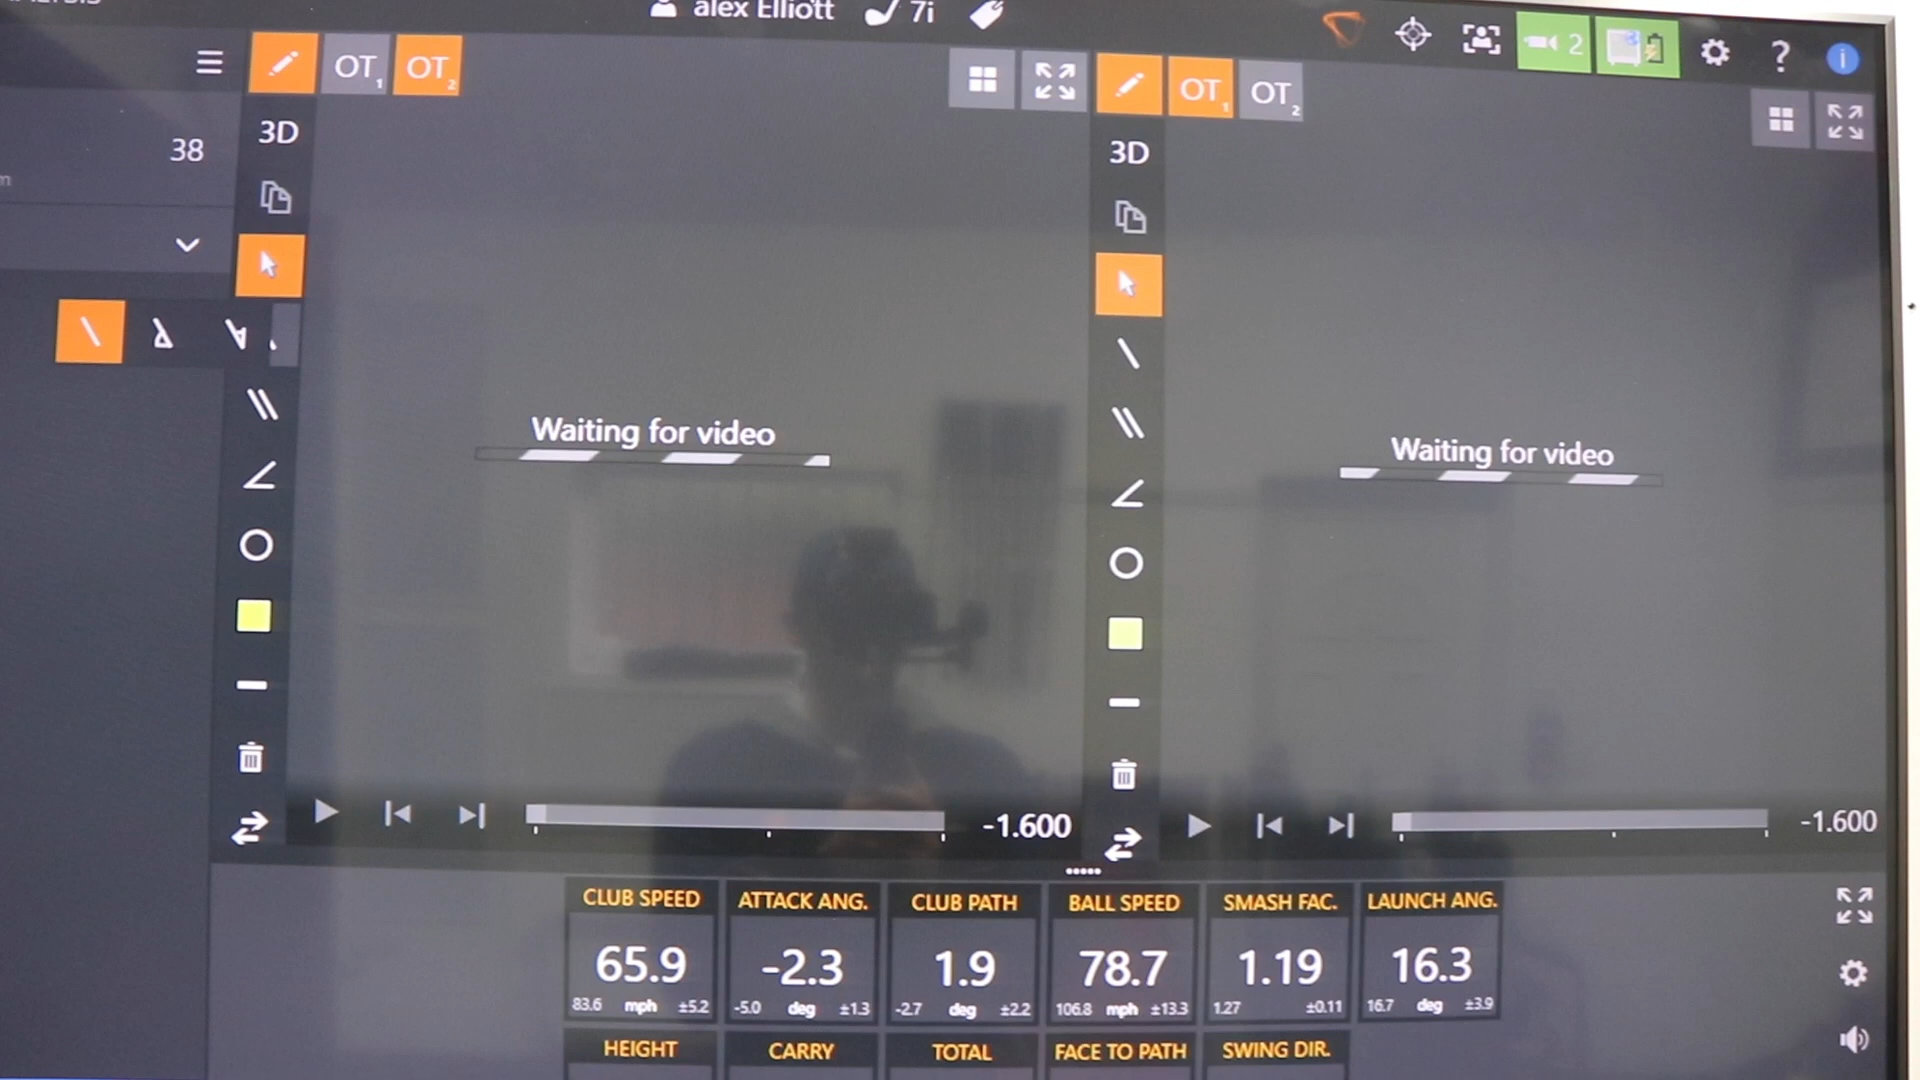 alex Elliott 7i
2 ? i
OT1 OT2
OT1 OT2
38
3D
3D
Waiting for video
Waiting for video
-1.600
-1.600
CLUB SPEED ATTACK ANG. CLUB PATH BALL SPEED SMASH FAC. LAUNCH ANG.
65.9 -2.3 1.9 78.7 1.19 16.3
83.6 mph ±5.2 -5.0 deg ±1.3 -2.7 deg ±2.2 106.8 mph ±13.3 1.27 ±0.11 16.7 deg ±3.9
HEIGHT CARRY TOTAL FACE TO PATH SWING DIR.